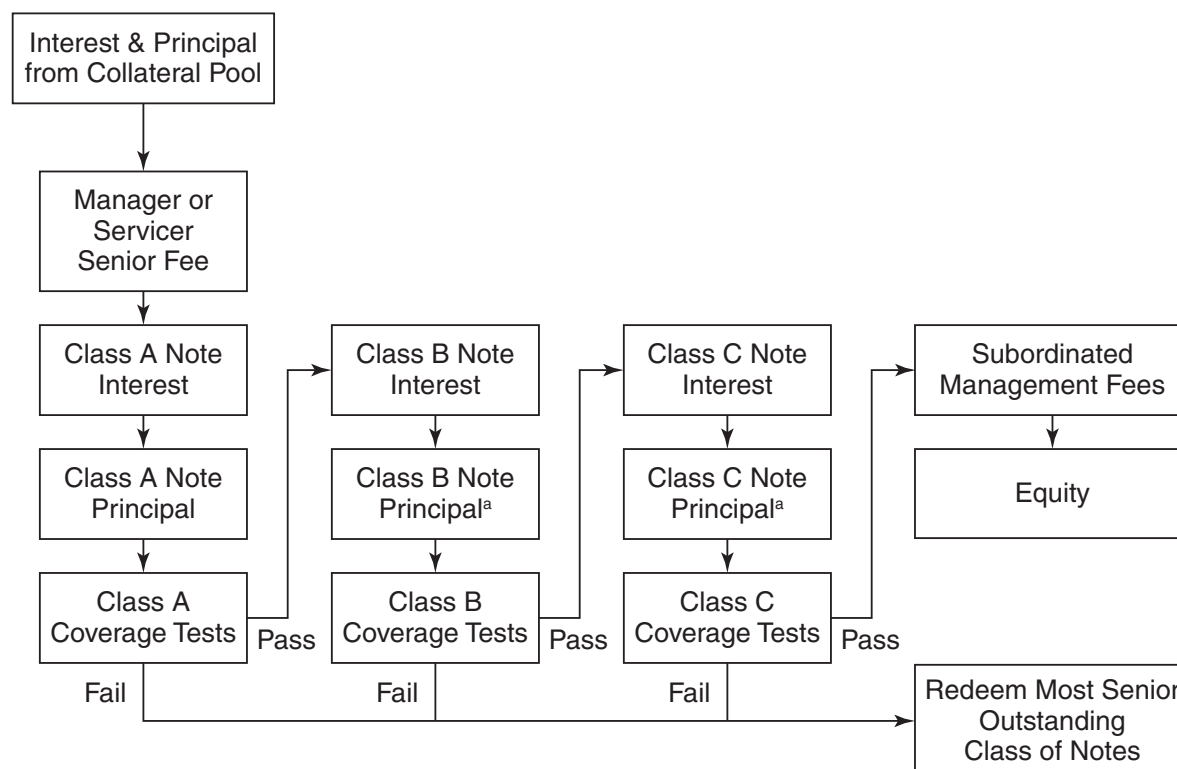 Interest & Principal
from Collateral Pool
Manager or
Servicer
Senior Fee
Class A Note
Interest
Class A Note
Principal
Class A
Coverage Tests
Pass
Fail
Class B Note
Interest
Class B Note
Principalª
Class B
Coverage Tests
Pass
Fail
Class C Note
Interest
Class C Note
Principalª
Class C
Coverage Tests
Pass
Fail
Subordinated
Management Fees
Equity
Redeem Most Senior
Outstanding
Class of Notes